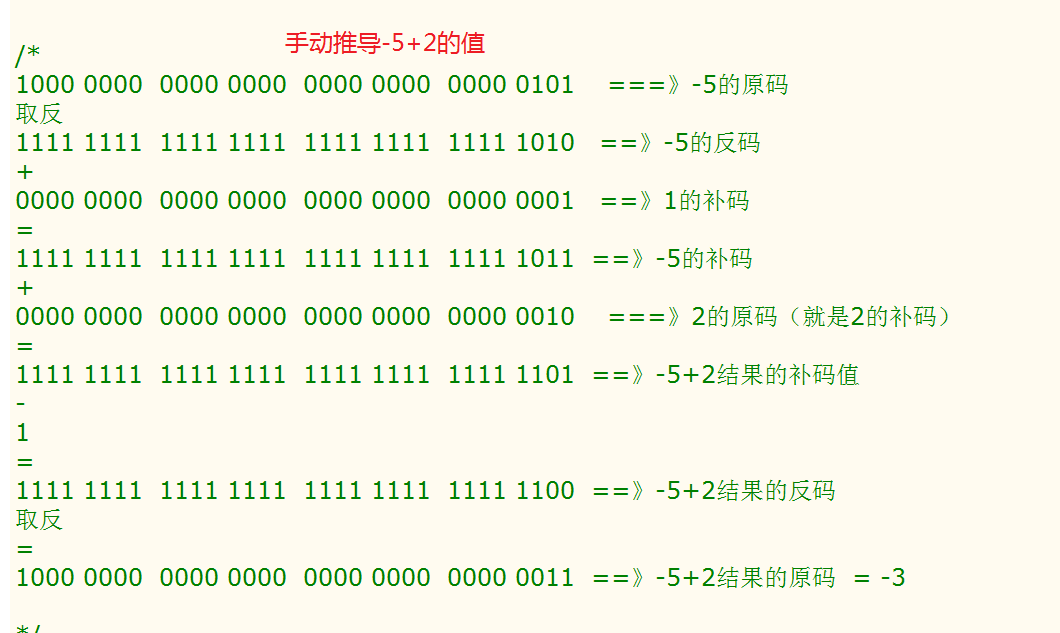 手动推导-5+2的值
/*
1000 0000  0000 0000  0000 0000  0000 0101    ===》-5的原码
取反
1111 1111  1111 1111  1111 1111  1111 1010   ==》-5的反码
+
0000 0000  0000 0000  0000 0000  0000 0001   ==》1的补码
=
1111 1111  1111 1111  1111 1111  1111 1011  ==》-5的补码
+
0000 0000  0000 0000  0000 0000  0000 0010    ===》2的原码（就是2的补码）
=
1111 1111  1111 1111  1111 1111  1111 1101  ==》-5+2结果的补码值
-
1
=
1111 1111  1111 1111  1111 1111  1111 1100  ==》-5+2结果的反码
取反
=
1000 0000  0000 0000  0000 0000  0000 0011  ==》-5+2结果的原码  = -3
*/